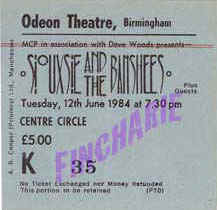 Odeon Theatre, Birmingham
MCP in association with Dave Woods presents—
SIOUXSIE AND THE BANSHEES
Plus
Guests
Tuesday, 12th June 1984 at 7.30 pm
CENTRE CIRCLE
£5.00
K 35
FINCHARIE
No Ticket Exchanged nor Money Refunded
This portion to be retained (PTO)